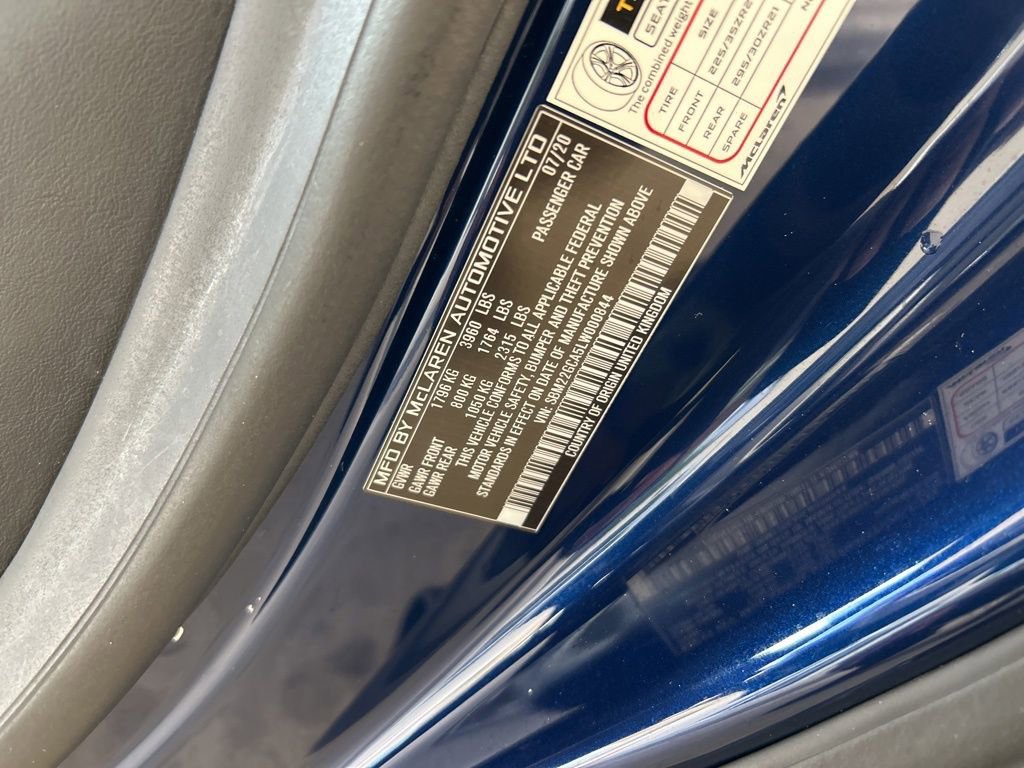 SEAT
The combined weight
TIRE SIZE
FRONT 225/35ZR2
REAR 295/30ZR21
SPARE
McLaren
MFD BY McLAREN AUTOMOTIVE LTD
07/20
GVWR 1796 KG 3960 LBS PASSENGER CAR
GAWR FRONT 800 KG 1764 LBS
GAWR REAR 1050 KG 2315 LBS
THIS VEHICLE CONFORMS TO ALL APPLICABLE FEDERAL
MOTOR VEHICLE SAFETY, BUMPER AND THEFT PREVENTION
STANDARDS IN EFFECT ON DATE OF MANUFACTURE SHOWN ABOVE
VIN: SBM22GCA5LW000844
COUNTRY OF ORIGIN UNITED KINGDOM